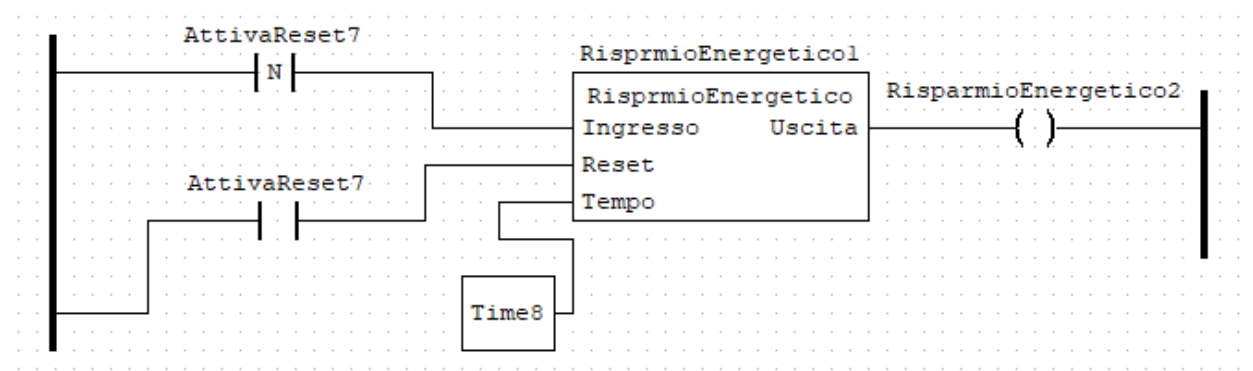 AttivaReset7
N
RisprmioEnergetico1
RisprmioEnergetico
RisparmioEnergetico2
Ingresso Uscita
Reset
AttivaReset7
Tempo
Time8